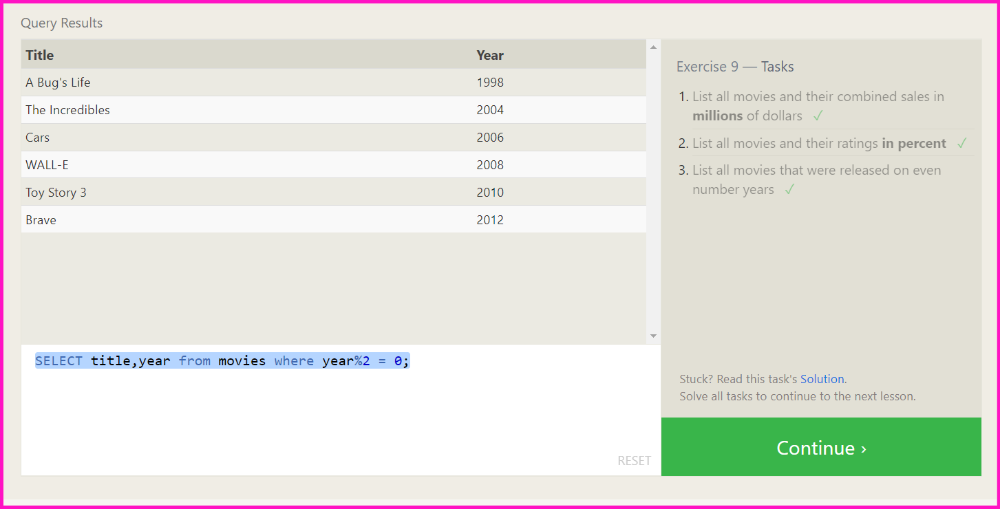 Query Results
Title Year
A Bug's Life 1998
The Incredibles 2004
Cars 2006
WALL-E 2008
Toy Story 3 2010
Brave 2012
SELECT title,year from movies where year%2 = 0;
RESET
Exercise 9 — Tasks
1. List all movies and their combined sales in
millions of dollars ✓
2. List all movies and their ratings in percent ✓
3. List all movies that were released on even
number years ✓
Stuck? Read this task's Solution.
Solve all tasks to continue to the next lesson.
Continue ›